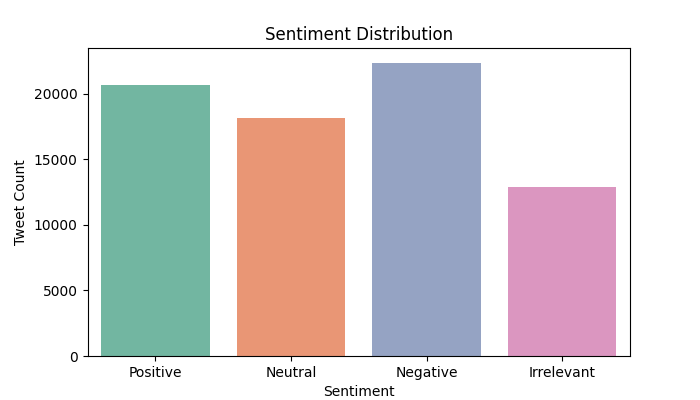 Sentiment Distribution
Tweet Count
20000
15000
10000
5000
0
Positive Neutral Negative Irrelevant
Sentiment